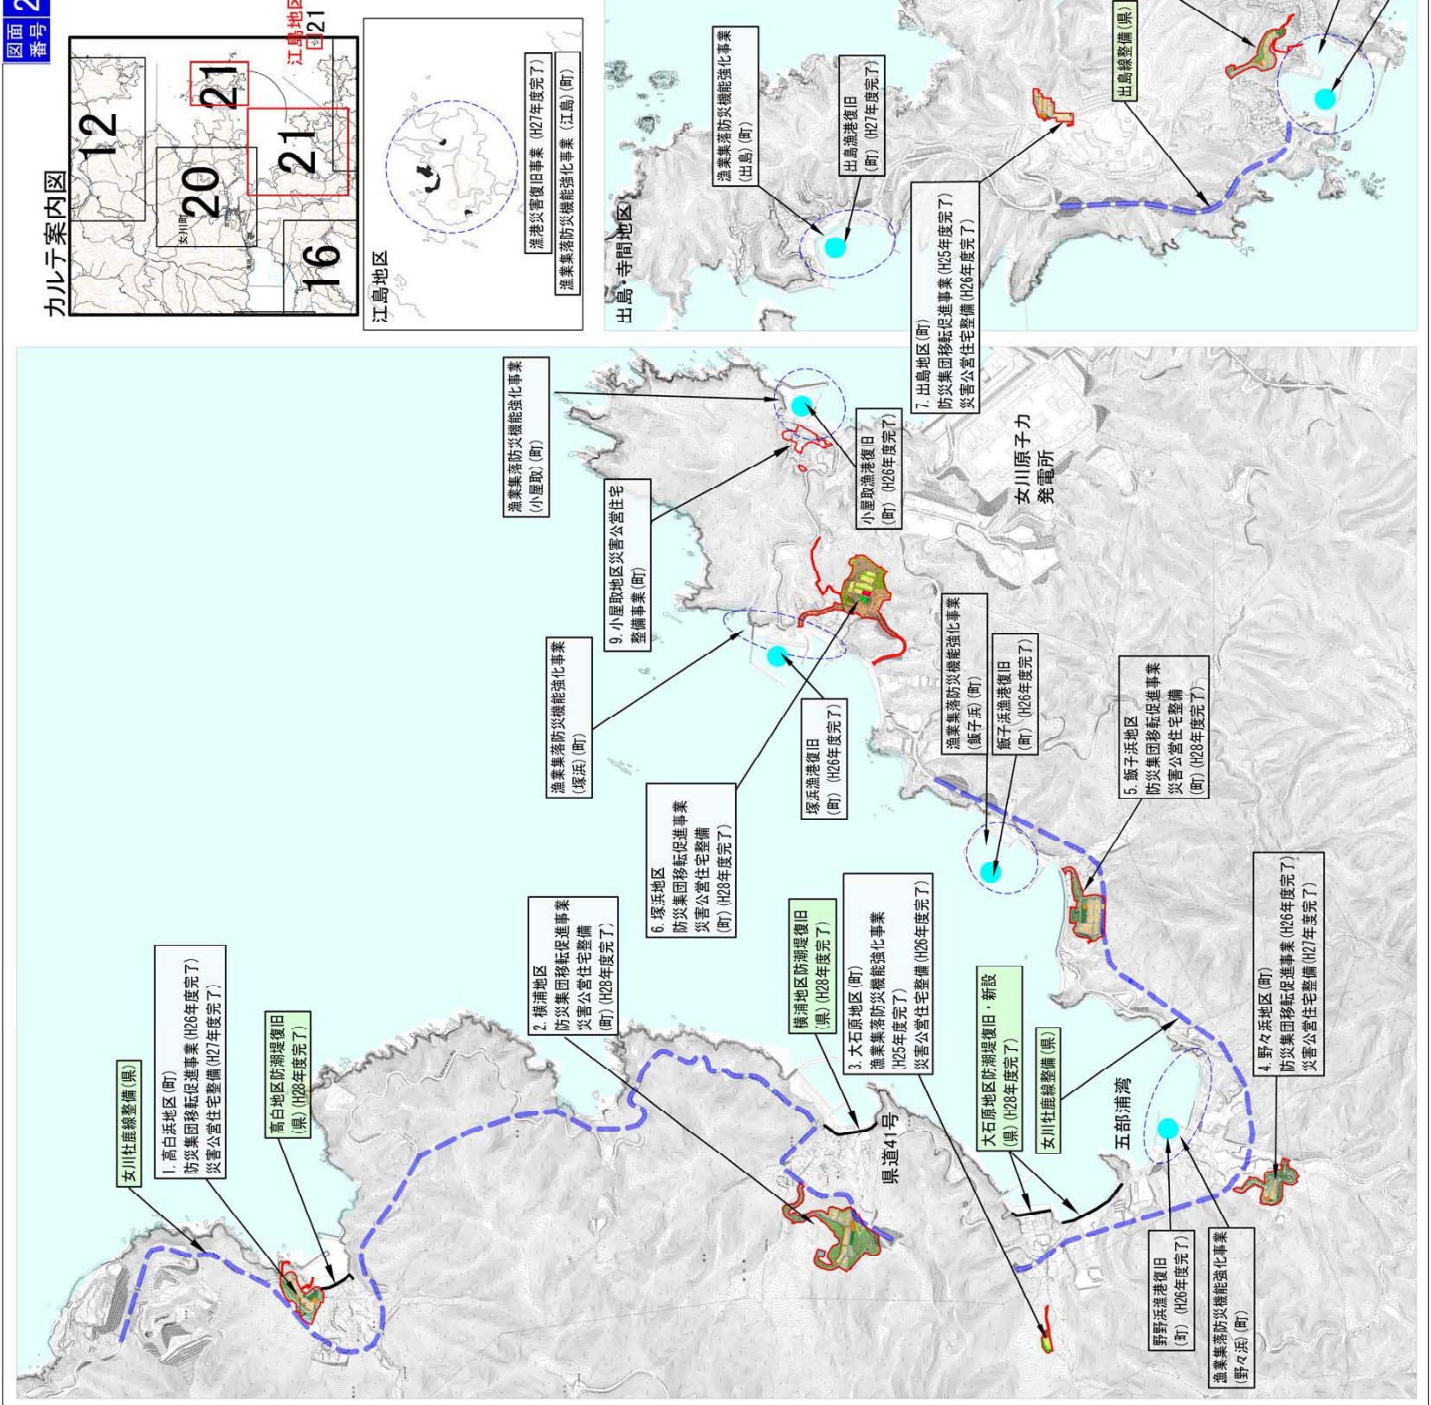 図面
番号
2
カルテ案内図
12
20
21
21
16
女川町
江島地区
21
江島地区
漁港災害復旧事業 (H27年度完了)
漁業集落防災機能強化事業 (江島) (町)
出島・寺間地区
漁業集落防災機能強化事業
(出島) (町)
出島漁港復旧
(町) (H27年度完了)
出島線整備(県)
7. 出島地区(町)
防災集団移転促進事業(H25年度完了)
災害公営住宅整備(H26年度完了)
女川牡鹿線整備(県)
1. 高白浜地区(町)
防災集団移転促進事業(H26年度完了)
災害公営住宅整備(H27年度完了)
高白地区防潮堤復旧
(県)(H28年度完了)
2. 横浦地区
防災集団移転促進事業
災害公営住宅整備
(町)(H28年度完了)
横浦地区防潮堤復旧
(県)(H28年度完了)
県道41号
3. 大石原地区(町)
漁業集落防災機能強化事業
(H25年度完了)
災害公営住宅整備(H26年度完了)
大石原地区防潮堤復旧・新設
(県)(H28年度完了)
女川牡鹿線整備(県)
五部浦湾
野野浜漁港復旧
(町) (H26年度完了)
漁業集落防災機能強化事業
(野々浜)(町)
4. 野々浜地区(町)
防災集団移転促進事業(H26年度完了)
災害公営住宅整備(H27年度完了)
5. 飯子浜地区
防災集団移転促進事業
災害公営住宅整備
(町)(H28年度完了)
漁業集落防災機能強化事業
(飯子浜)(町)
飯子浜漁港復旧
(町) (H26年度完了)
6. 塚浜地区
防災集団移転促進事業
災害公営住宅整備
(町)(H28年度完了)
漁業集落防災機能強化事業
(塚浜)(町)
塚浜漁港復旧
(町) (H26年度完了)
9. 小屋取地区災害公営住宅
整備事業(町)
漁業集落防災機能強化事業
(小屋取)(町)
小屋取漁港復旧
(町) (H26年度完了)
女川原子力
発電所